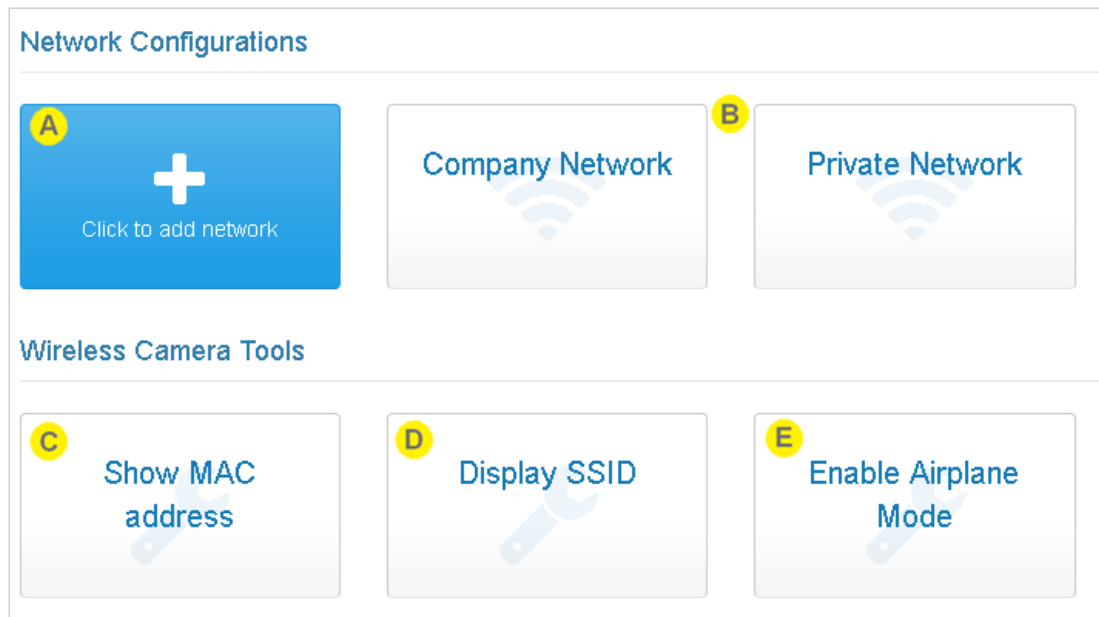 Network Configurations
A
Click to add network
Company Network
B
Private Network
Wireless Camera Tools
C
Show MAC
address
D
Display SSID
E
Enable Airplane
Mode